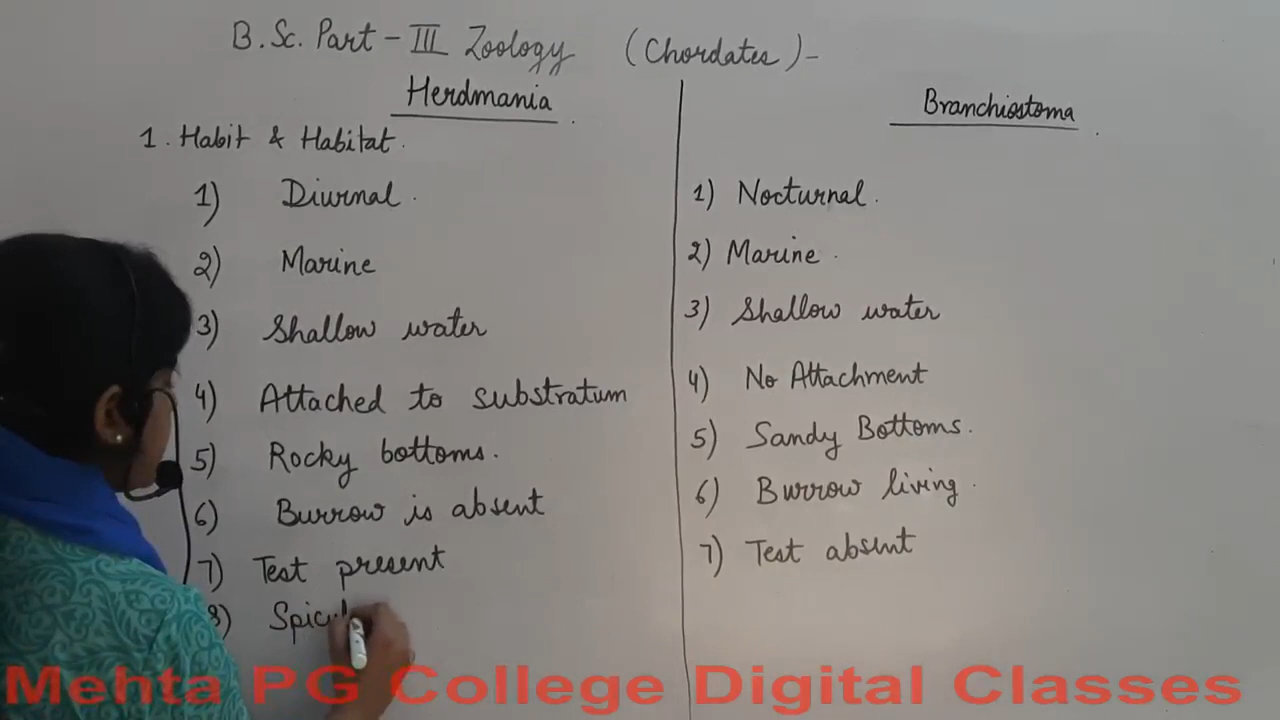 B.Sc. Part - III Zoology (Chordates) -
Herdmania
1. Habit & Habitat.
1) Diurnal.
2) Marine
3) Shallow water
4) Attached to substratum
5) Rocky bottoms.
6) Burrow is absent
7) Test present
8)
Branchiostoma
1) Nocturnal.
2) Marine.
3) Shallow water
4) No Attachment
5) Sandy Bottoms.
6) Burrow living.
7) Test absent
Mehta PG College Digital Classes